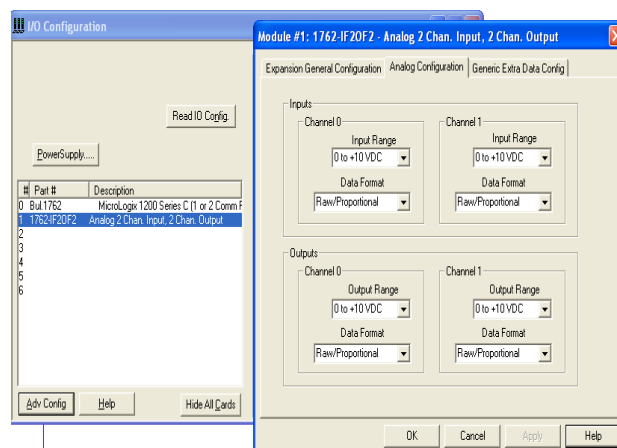 I/O Configuration
Read IO Config.
PowerSupply.....
# Part # Description
0 Bul.1762 MicroLogix 1200 Series C (1 or 2 Comm F
1 1762-IF2OF2 Analog 2 Chan. Input, 2 Chan. Output
2
3
4
5
6
Adv Config Help Hide All Cards
Module #1: 1762-IF2OF2 - Analog 2 Chan. Input, 2 Chan. Output
Expansion General Configuration Analog Configuration Generic Extra Data Config
Inputs
Channel 0 Channel 1
Input Range Input Range
0 to +10 VDC 0 to +10 VDC
Data Format Data Format
Raw/Proportional Raw/Proportional
Outputs
Channel 0 Channel 1
Output Range Output Range
0 to +10 VDC 0 to +10 VDC
Data Format Data Format
Raw/Proportional Raw/Proportional
OK Cancel Apply Help